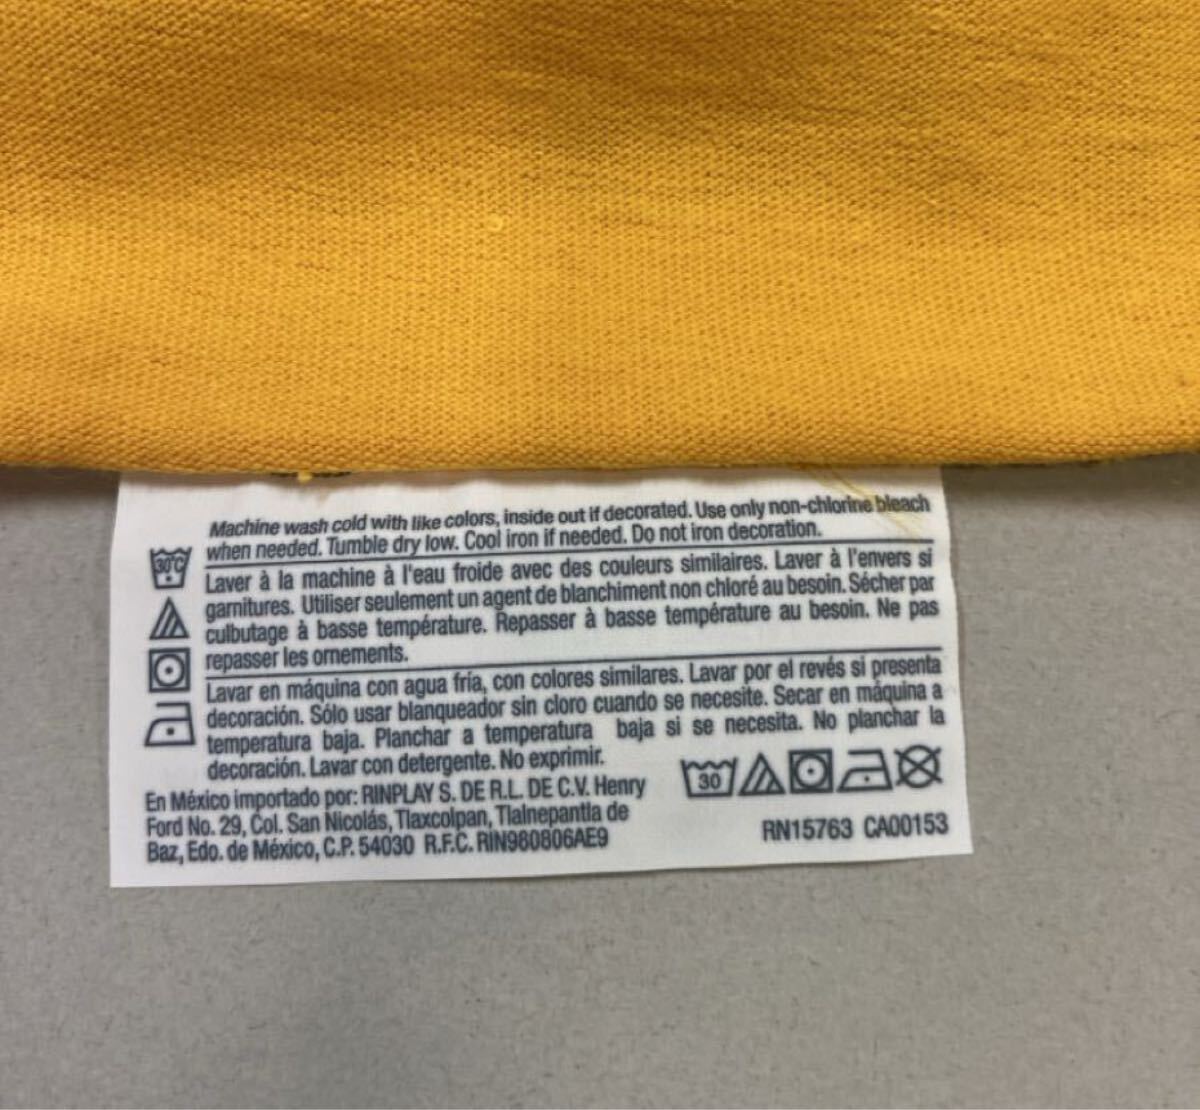 Machine wash cold with like colors, inside out if decorated. Use only non-chlorine bleach
when needed. Tumble dry low. Cool iron if needed. Do not iron decoration.
30°C
Laver à la machine à l'eau froide avec des couleurs similaires. Laver à l'envers si
garnitures. Utiliser seulement un agent de blanchiment non chloré au besoin. Sécher par
culbutage à basse température. Repasser à basse température au besoin. Ne pas
repasser les ornements.
Lavar en máquina con agua fría, con colores similares. Lavar por el revés si presenta
decoración. Sólo usar blanqueador sin cloro cuando se necesite. Secar en máquina a
temperatura baja. Planchar a temperatura baja si se necesita. No planchar la
decoración. Lavar con detergente. No exprimir.
30
En México importado por: RINPLAY S. DE R.L. DE C.V. Henry
Ford No. 29, Col. San Nicolás, Tlaxcolpan, Tlalnepantla de
Baz, Edo. de México, C.P. 54030 R.F.C. RIN980806AE9
RN15763 CA00153